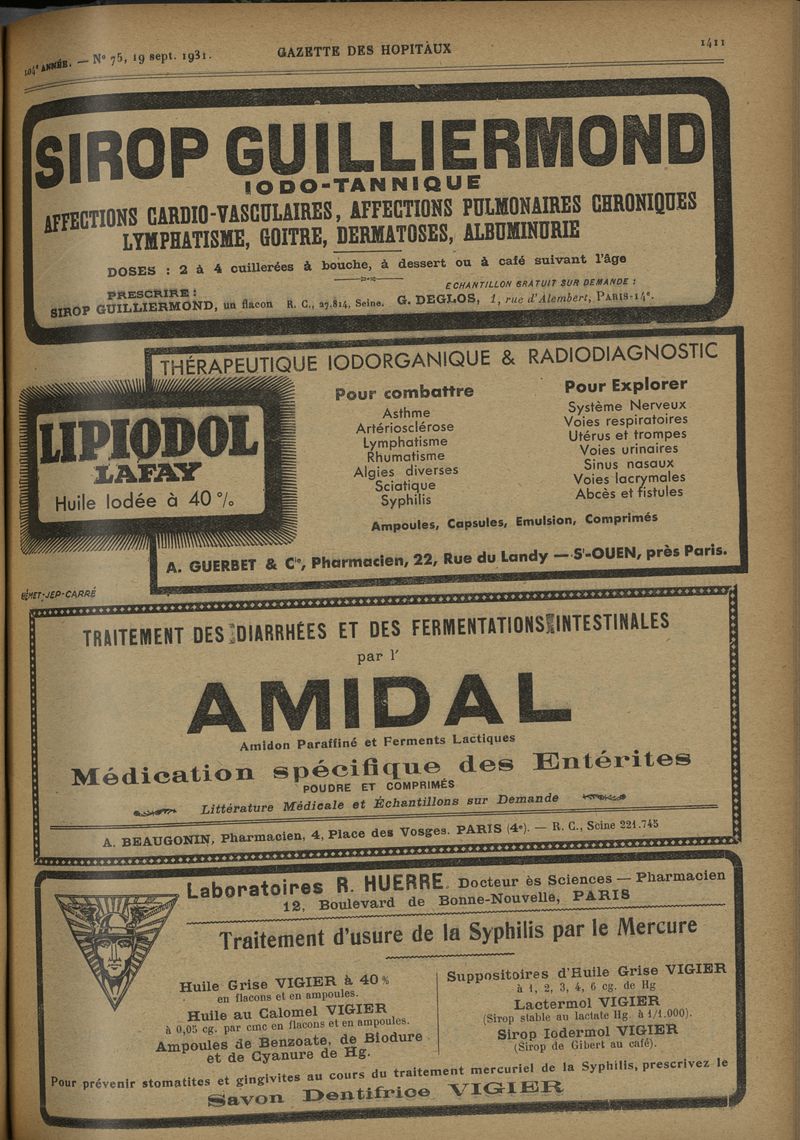 104e ANNÉE. — No 75, 19 sept. 1931.
GAZETTE DES HOPITAUX
1411
SIROP GUILLIERMOND
IODO-TANNIQUE
AFFECTIONS CARDIO-VASCULAIRES, AFFECTIONS PULMONAIRES CHRONIQUES
LYMPHATISME, GOITRE, DERMATOSES, ALBUMINURIE
DOSES : 2 à 4 cuillerées à bouche, à dessert ou à café suivant l'âge
PRESCRIRE :
ECHANTILLON GRATUIT SUR DEMANDE :
SIROP GUILLIERMOND, un flacon R. C., 27.814, Seine. G. DEGLOS, 1, rue d'Alembert, PARIS-14e.
THÉRAPEUTIQUE IODORGANIQUE & RADIODIAGNOSTIC
LIPIODOL
LAFAY
Huile Iodée à 40 %
Pour combattre
Asthme
Artériosclérose
Lymphatisme
Rhumatisme
Algies diverses
Sciatique
Syphilis
Pour Explorer
Système Nerveux
Voies respiratoires
Utérus et trompes
Voies urinaires
Sinus nasaux
Voies lacrymales
Abcès et fistules
Ampoules, Capsules, Emulsion, Comprimés
A. GUERBET & Cie, Pharmacien, 22, Rue du Landy — St-OUEN, près Paris.
RÉMET-JEP-CARRÉ
TRAITEMENT DES DIARRHÉES ET DES FERMENTATIONS INTESTINALES
par l'
AMIDAL
Amidon Paraffiné et Ferments Lactiques
Médication spécifique des Entérites
POUDRE ET COMPRIMÉS
Littérature Médicale et Échantillons sur Demande
A. BEAUGONIN, Pharmacien, 4, Place des Vosges. PARIS (4e). — R. C., Seine 221.745
Laboratoires R. HUERRE. Docteur ès Sciences — Pharmacien
12, Boulevard de Bonne-Nouvelle, PARIS
Traitement d'usure de la Syphilis par le Mercure
Huile Grise VIGIER à 40 %
en flacons et en ampoules.
Huile au Calomel VIGIER
à 0,05 cg. par cmc en flacons et en ampoules.
Ampoules de Benzoate, de Biodure
et de Cyanure de Hg.
Suppositoires d'Huile Grise VIGIER
à 1, 2, 3, 4, 6 cg. de Hg
Lactermol VIGIER
(Sirop stable au lactate Hg à 1/1.000).
Sirop Iodermol VIGIER
(Sirop de Gibert au café).
Pour prévenir stomatites et gingivites au cours du traitement mercuriel de la Syphilis, prescrivez le
Savon Dentifrice VIGIER